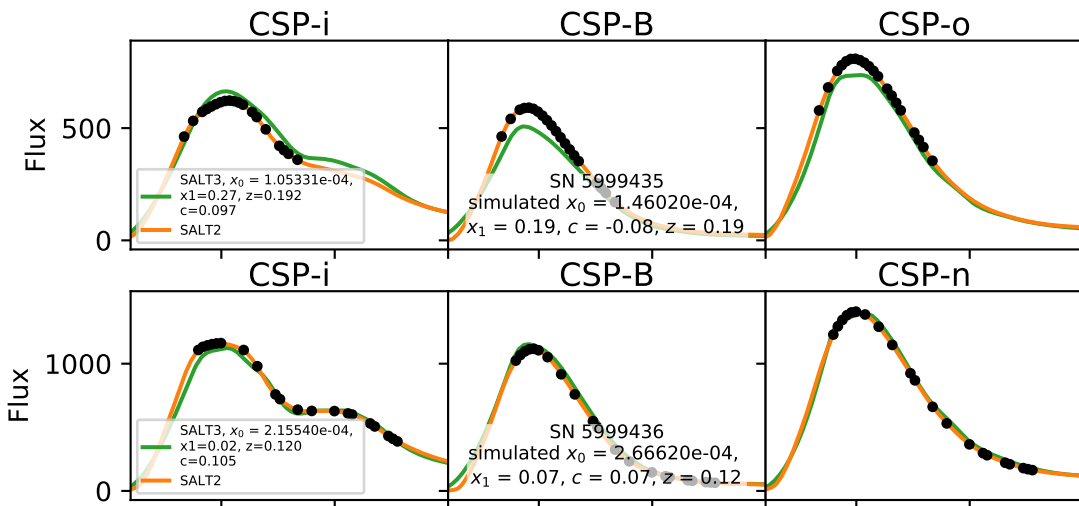 CSP-i CSP-B CSP-o
Flux
500
0
SALT3, x₀ = 1.05331e-04,
x1=0.27, z=0.192
c=0.097
SALT2
SN 5999435
simulated x₀ = 1.46020e-04,
x₁ = 0.19, c = -0.08, z = 0.19
CSP-i CSP-B CSP-n
Flux
1000
0
SALT3, x₀ = 2.15540e-04,
x1=0.02, z=0.120
c=0.105
SALT2
SN 5999436
simulated x₀ = 2.66620e-04,
x₁ = 0.07, c = 0.07, z = 0.12